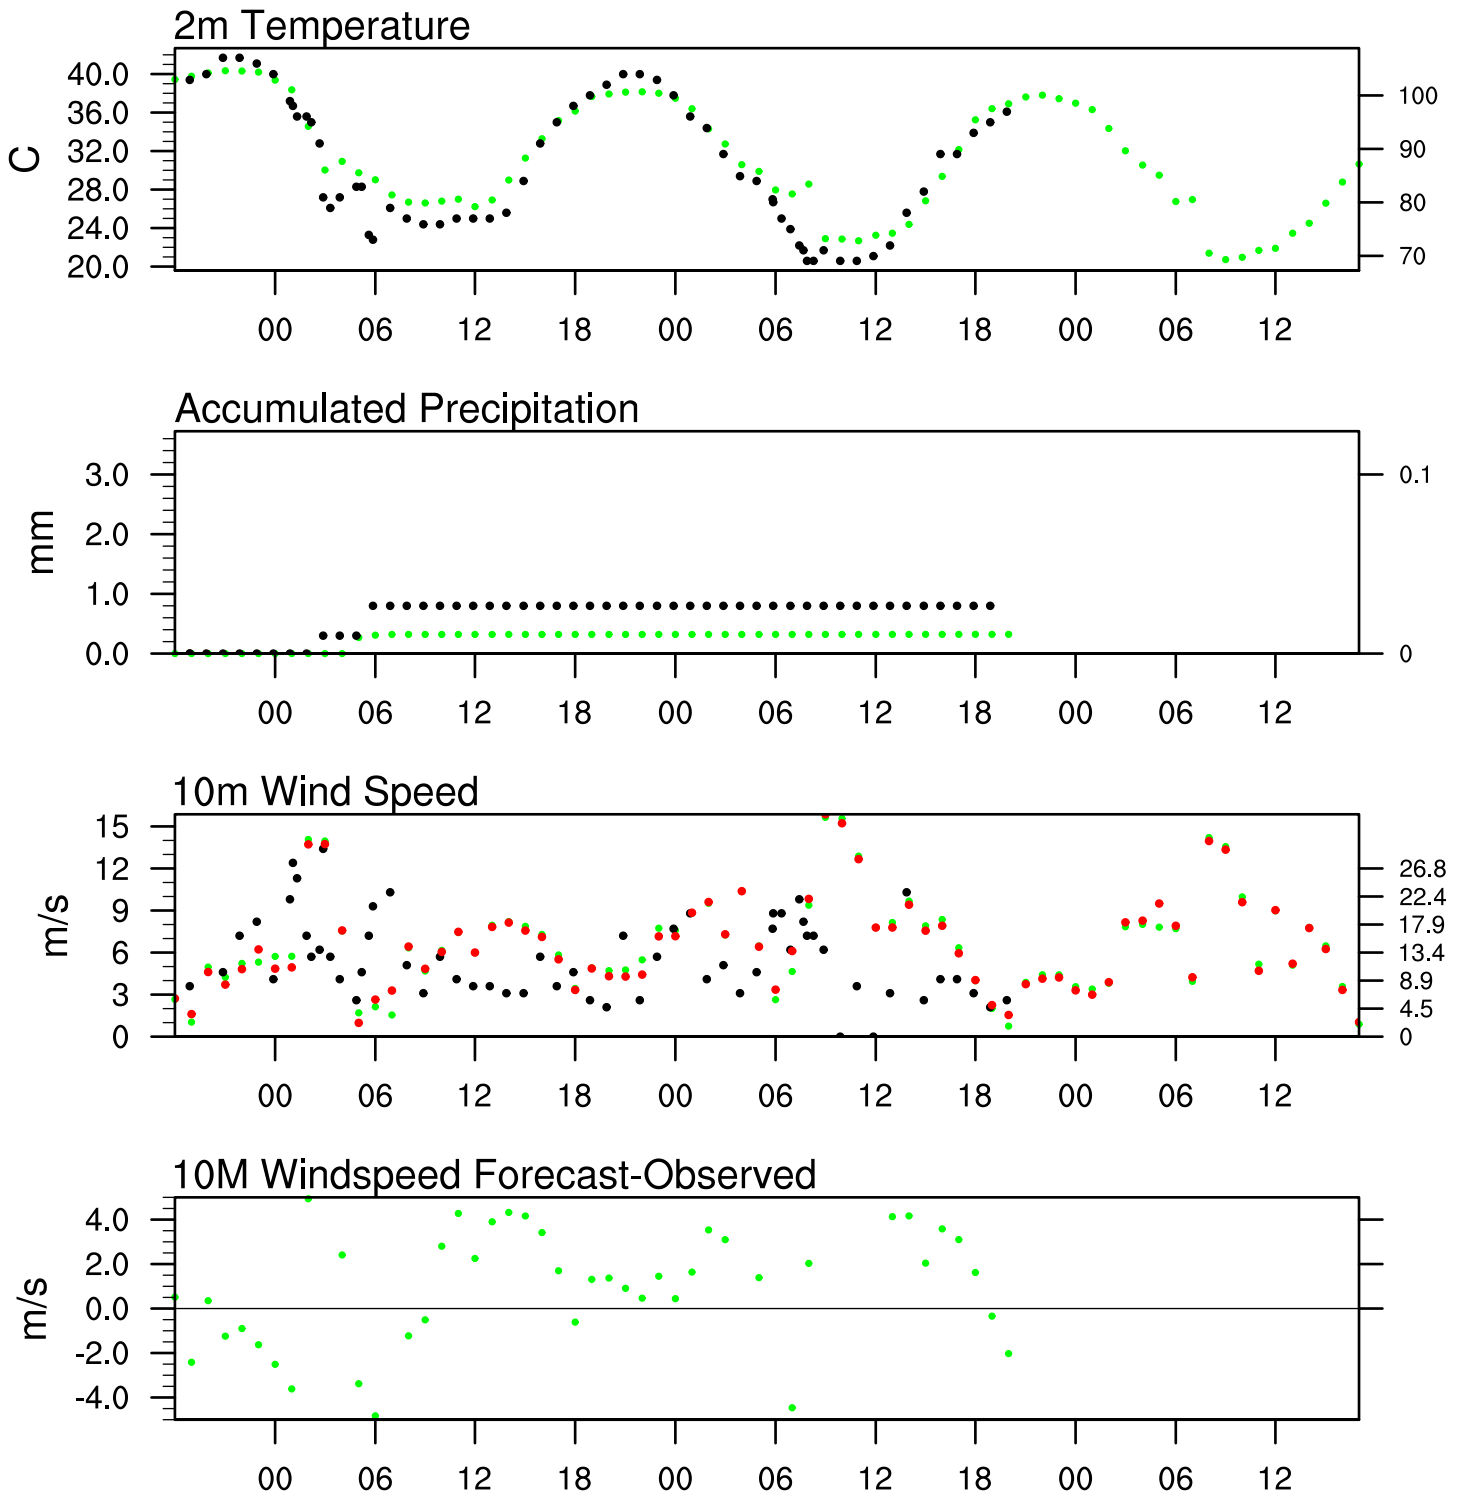 2m Temperature
40.0
36.0
32.0
28.0
24.0
20.0
C
100
90
80
70
00 06 12 18 00 06 12 18 00 06 12
Accumulated Precipitation
3.0
2.0
1.0
0.0
mm
0.1
0
00 06 12 18 00 06 12 18 00 06 12
10m Wind Speed
15
12
9
6
3
0
m/s
26.8
22.4
17.9
13.4
8.9
4.5
0
00 06 12 18 00 06 12 18 00 06 12
10M Windspeed Forecast-Observed
4.0
2.0
0.0
-2.0
-4.0
m/s
00 06 12 18 00 06 12 18 00 06 12